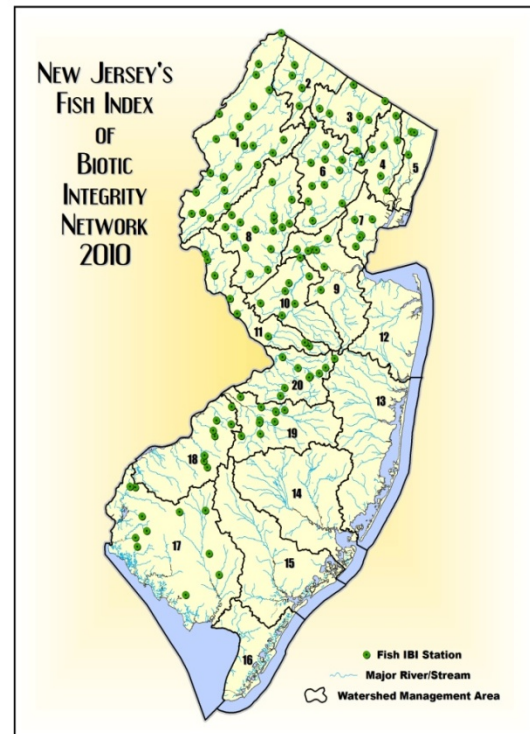 NEW JERSEY'S
FISH INDEX
OF
BIOTIC
INTEGRITY
NETWORK
2010
2
3
1
4
5
6
7
8
9
10
11
12
20
13
19
18
14
17
15
16
Fish IBI Station
Major River/Stream
Watershed Management Area